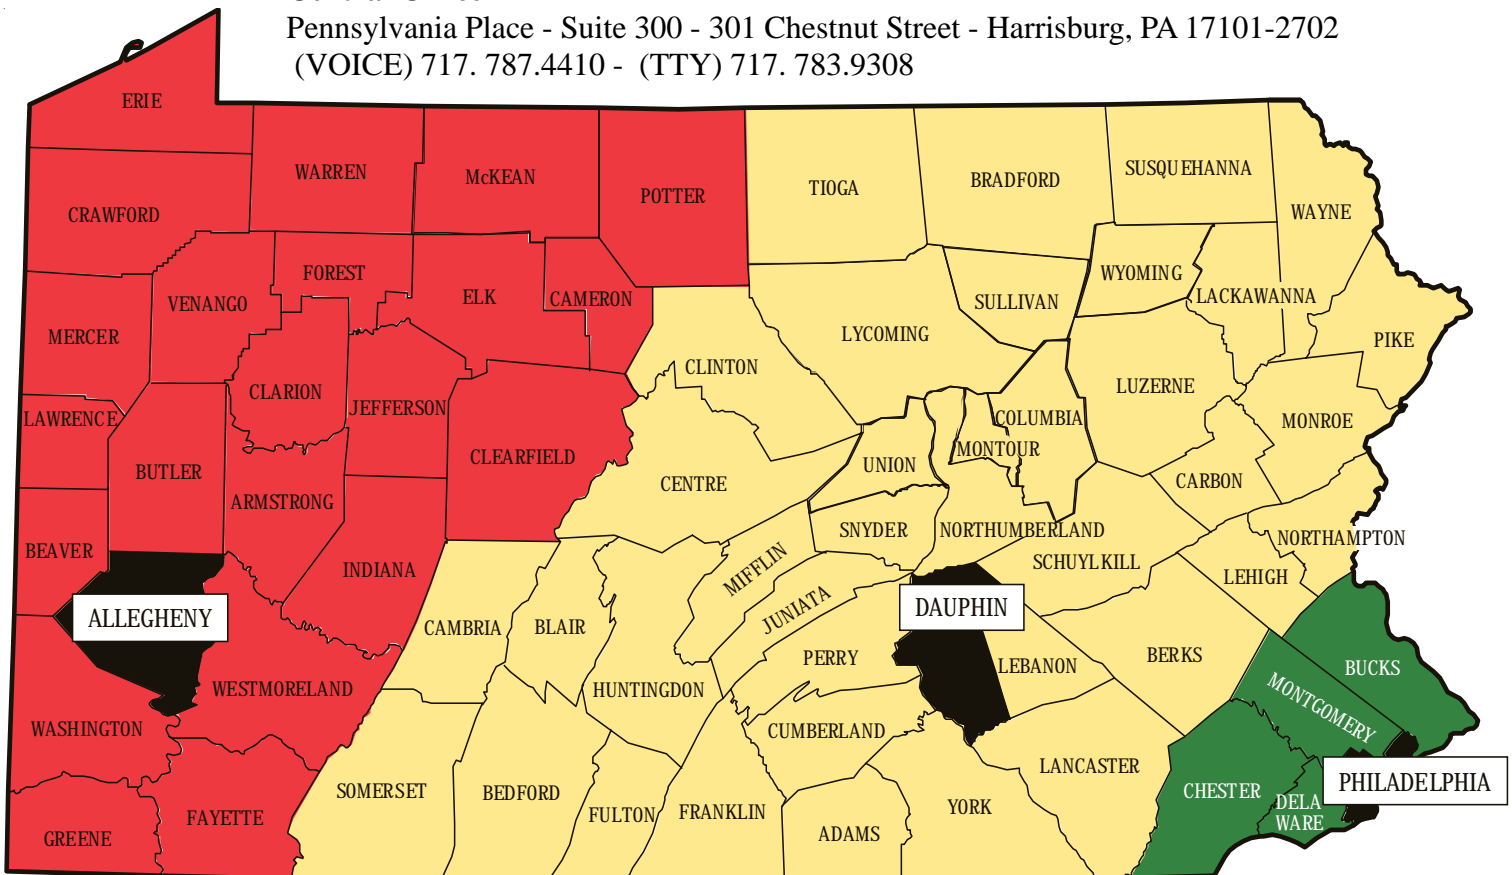 Pennsylvania Place - Suite 300 - 301 Chestnut Street - Harrisburg, PA 17101-2702
(VOICE) 717. 787.4410 - (TTY) 717. 783.9308
ERIE
WARREN
McKEAN
POTTER
TIOGA
BRADFORD
SUSQUEHANNA
WAYNE
CRAWFORD
FOREST
VENANGO
ELK
CAMERON
SULLIVAN
WYOMING
LACKAWANNA
MERCER
LYCOMING
PIKE
CLINTON
CLARION
JEFFERSON
LUZERNE
LAWRENCE
COLUMBIA
MONROE
MONTOUR
BUTLER
CLEARFIELD
UNION
CENTRE
CARBON
ARMSTRONG
SNYDER
NORTHUMBERLAND
NORTHAMPTON
BEAVER
INDIANA
MIFFLIN
SCHUYLKILL
LEHIGH
ALLEGHENY
JUNIATA
DAUPHIN
CAMBRIA
BLAIR
PERRY
LEBANON
BERKS
BUCKS
WESTMORELAND
HUNTINGDON
MONTGOMERY
WASHINGTON
CUMBERLAND
LANCASTER
PHILADELPHIA
SOMERSET
BEDFORD
CHESTER
FAYETTE
FULTON
FRANKLIN
YORK
DELA
WARE
GREENE
ADAMS